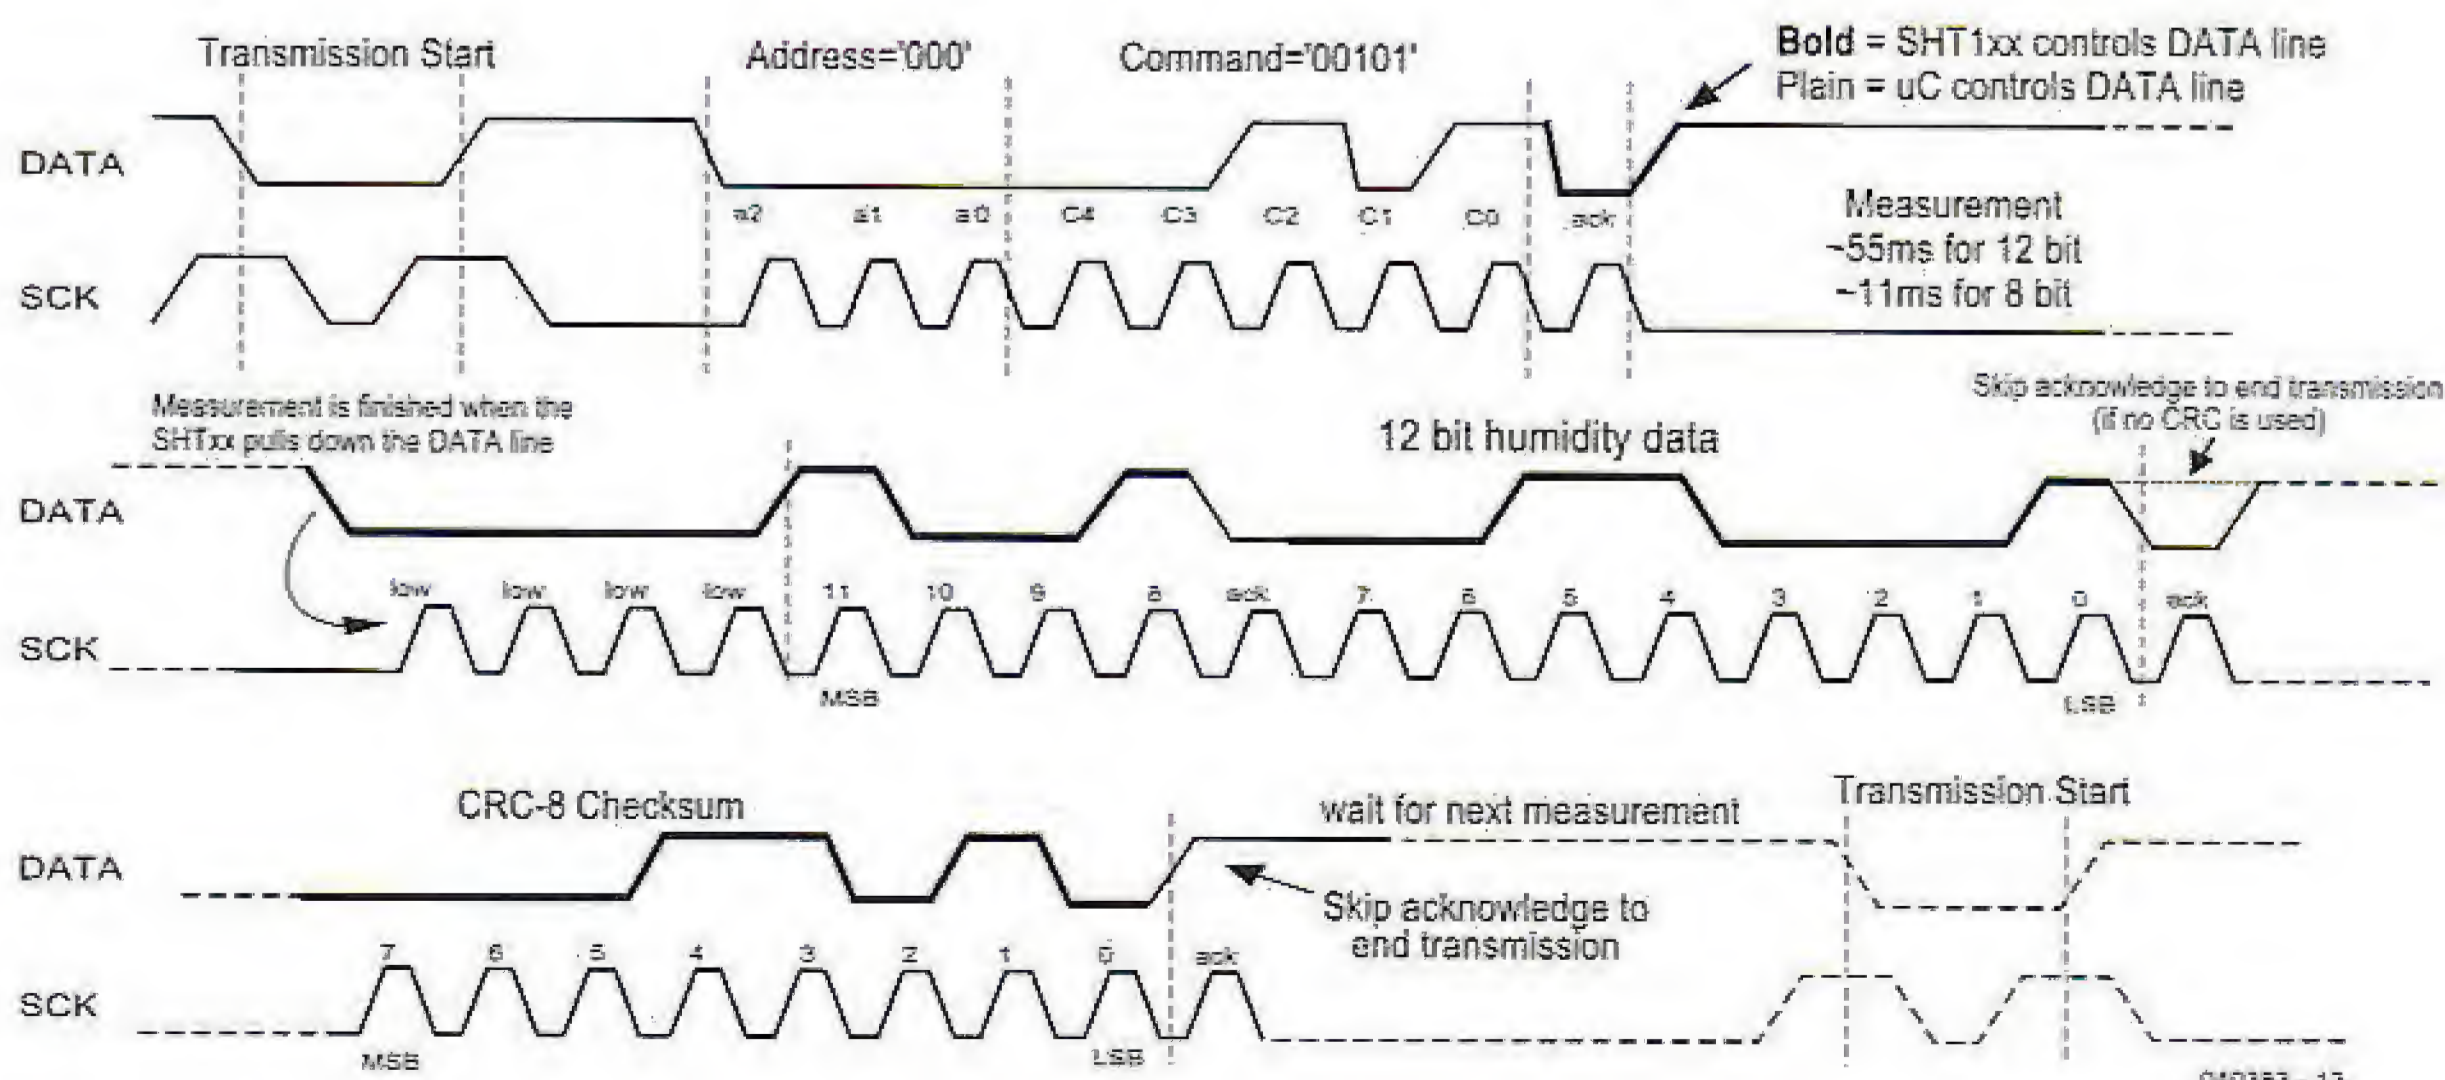 Transmission Start
Address='000'
Command='00101'
Bold = SHT1xx controls DATA line
Plain = uC controls DATA line
DATA
a2 a1 a0 C4 C3 C2 C1 C0 ack
Measurement
~55ms for 12 bit
~11ms for 8 bit
SCK
Measurement is finished when the
SHTxx pulls down the DATA line
12 bit humidity data
Skip acknowledge to end transmission
(if no CRC is used)
DATA
low low low low 11 10 9 8 ack 7 6 5 4 3 2 1 0 ack
SCK
MSB
LSB
CRC-8 Checksum
wait for next measurement
Transmission Start
DATA
Skip acknowledge to
end transmission
7 6 5 4 3 2 1 0 ack
SCK
MSB
LSB